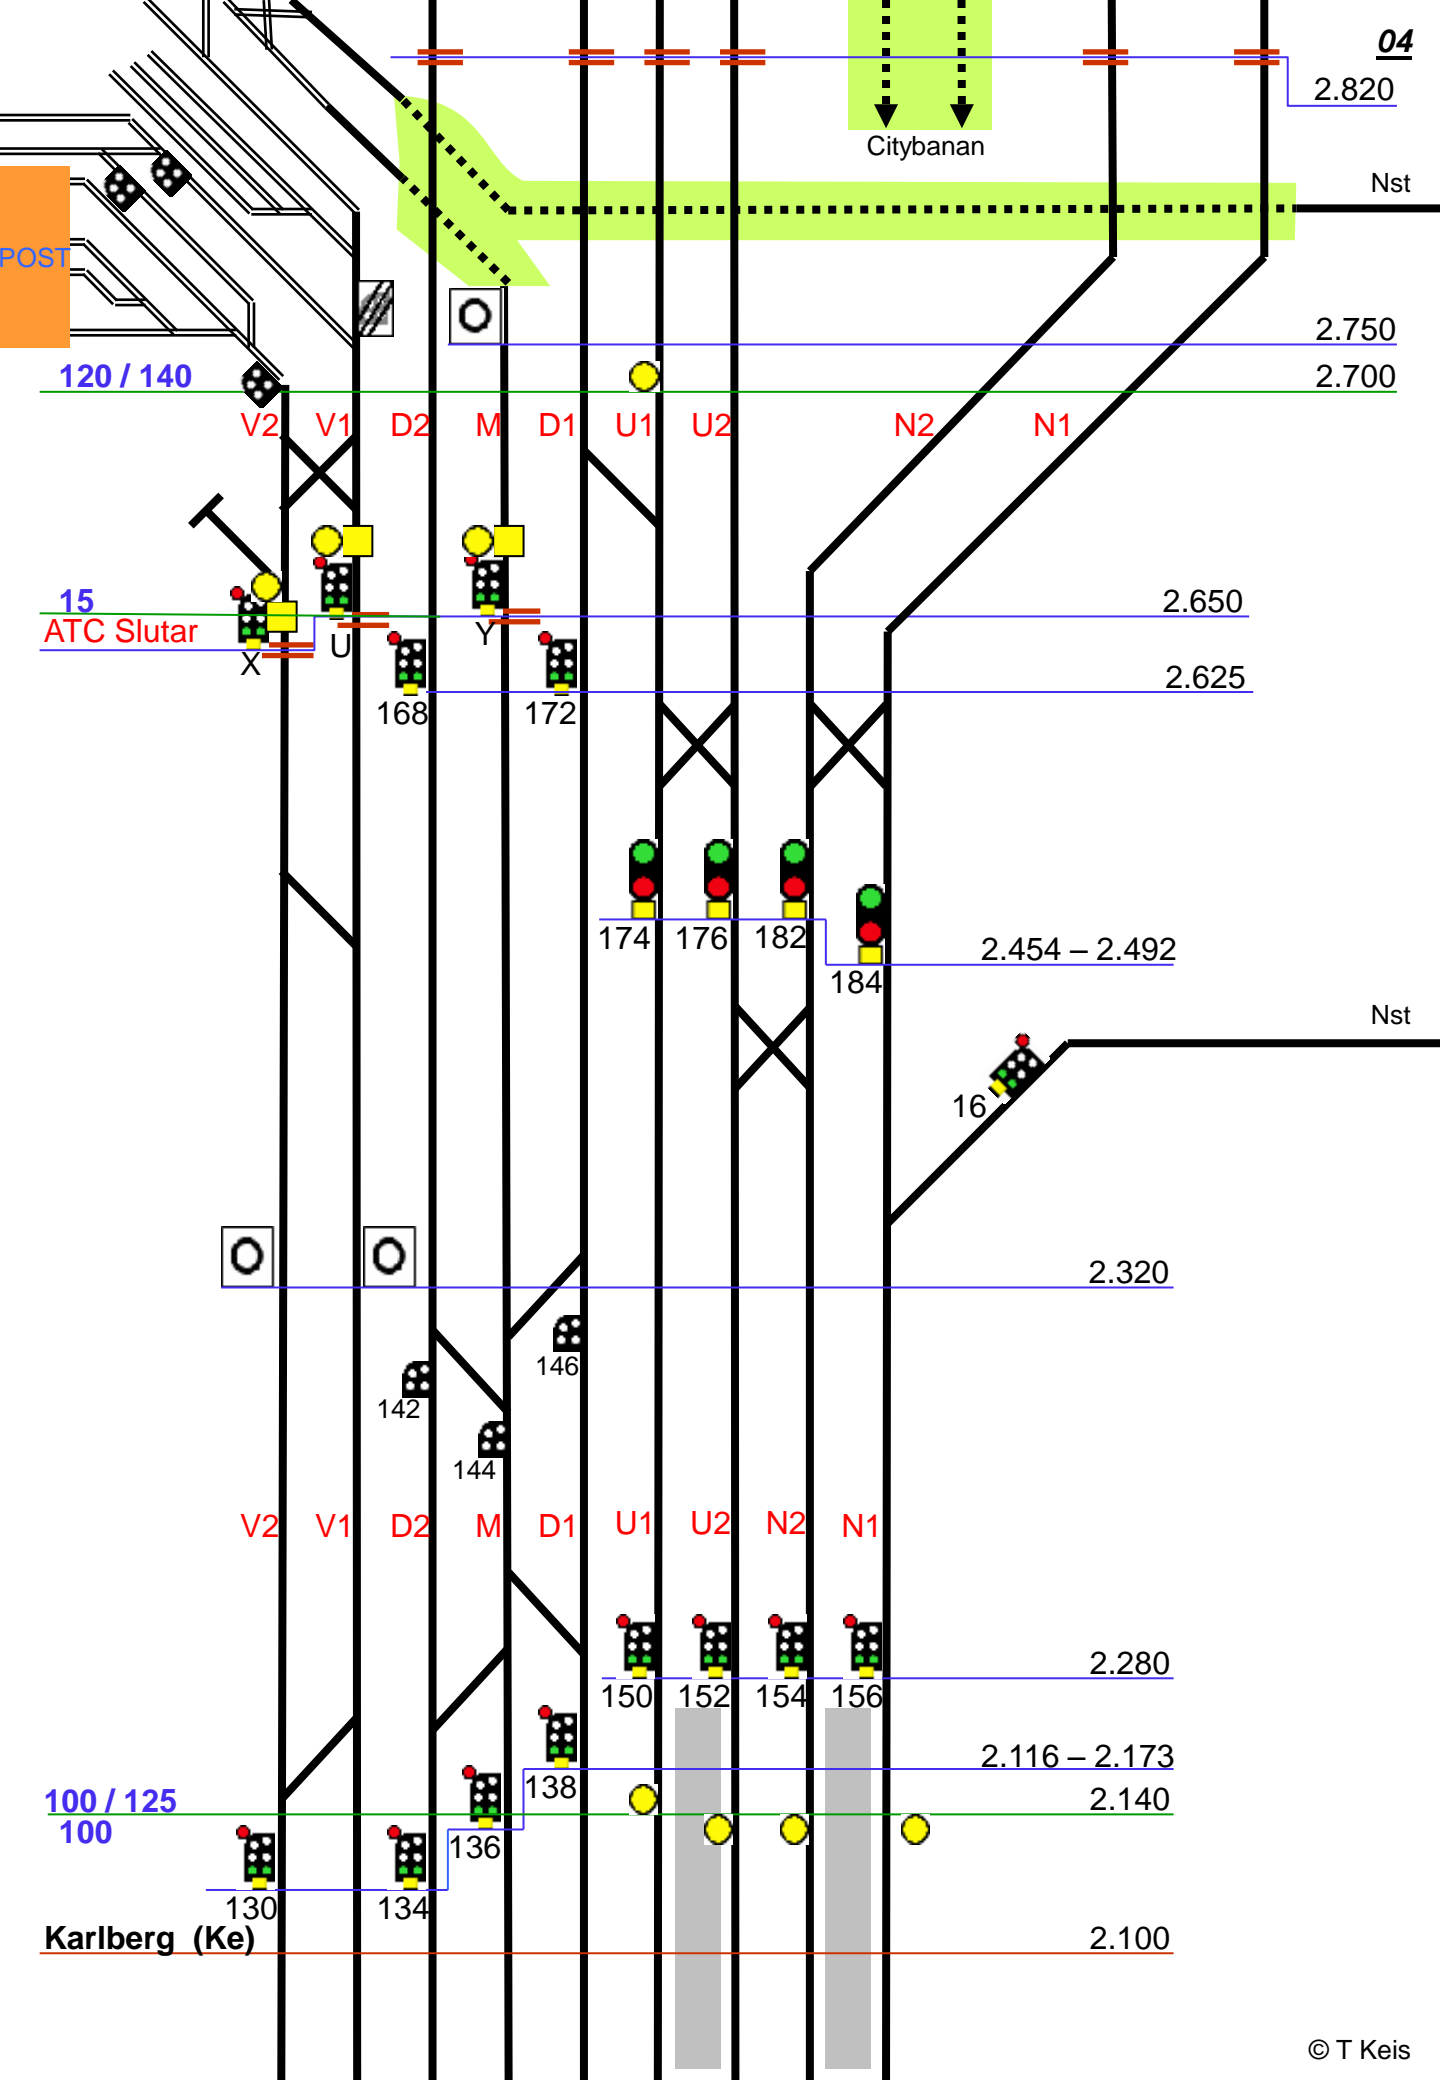 04
2.820
Citybanan
Nst
POST
2.750
120 / 140
2.700
V2 V1 D2 M D1 U1 U2 N2 N1
15
2.650
ATC Slutar
X U Y
2.625
168 172
174 176 182
2.454 – 2.492
184
Nst
16
2.320
146
142
144
V2 V1 D2 M D1 U1 U2 N2 N1
2.280
150 152 154 156
2.116 – 2.173
138
100 / 125
2.140
100
136
130 134
Karlberg (Ke)
2.100
© T Keis